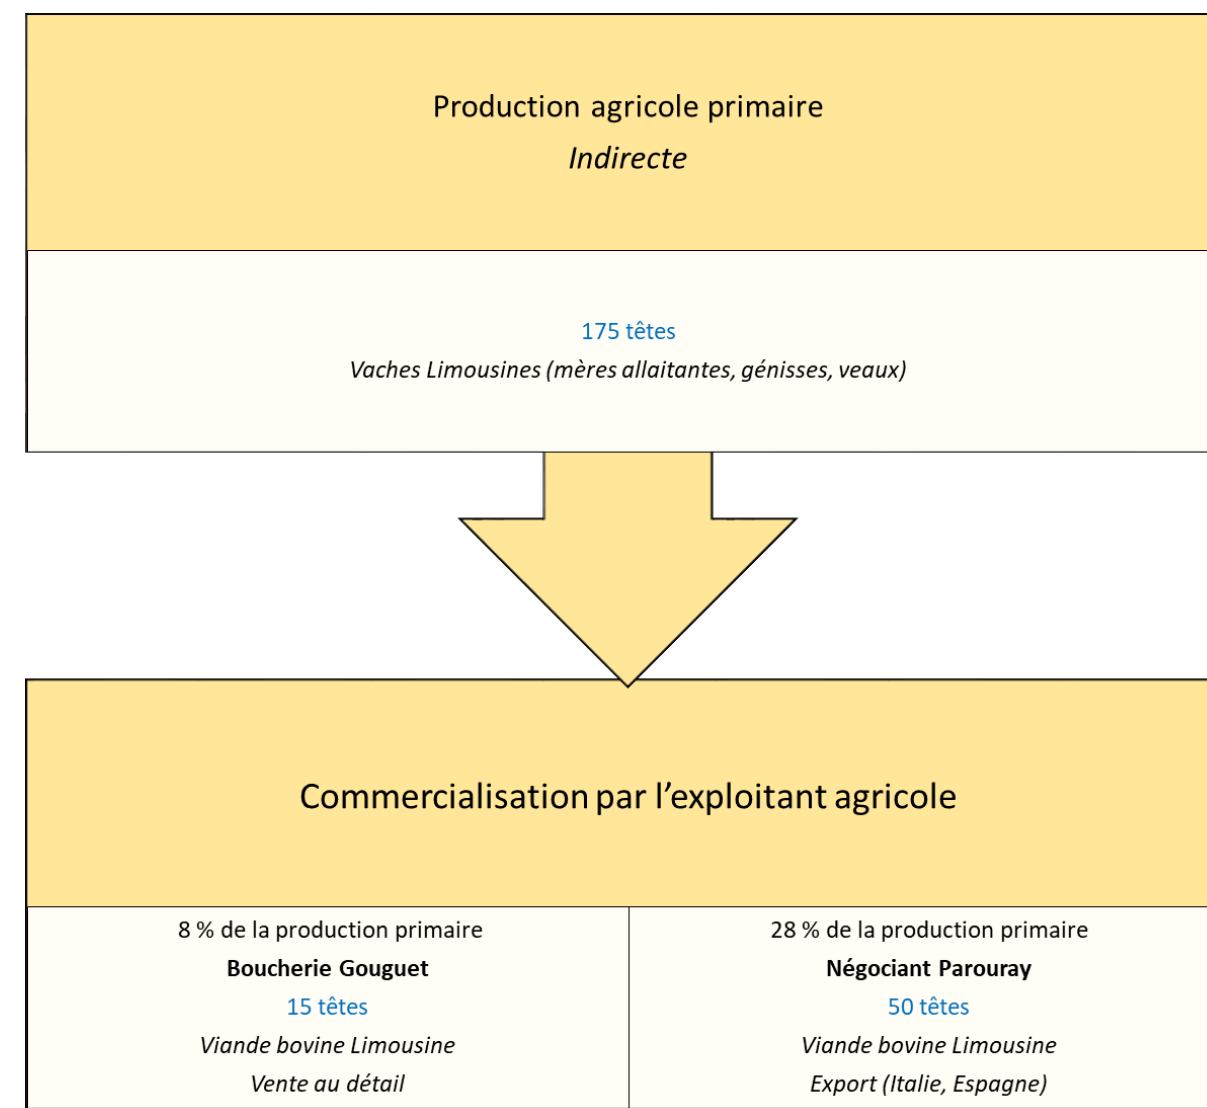 Production agricole primaire
Indirecte
175 têtes
Vaches Limousines (mères allaitantes, génisses, veaux)
Commercialisation par l’exploitant agricole
8 % de la production primaire
Boucherie Gouguet
15 têtes
Viande bovine Limousine
Vente au détail
28 % de la production primaire
Négociant Parouray
50 têtes
Viande bovine Limousine
Export (Italie, Espagne)